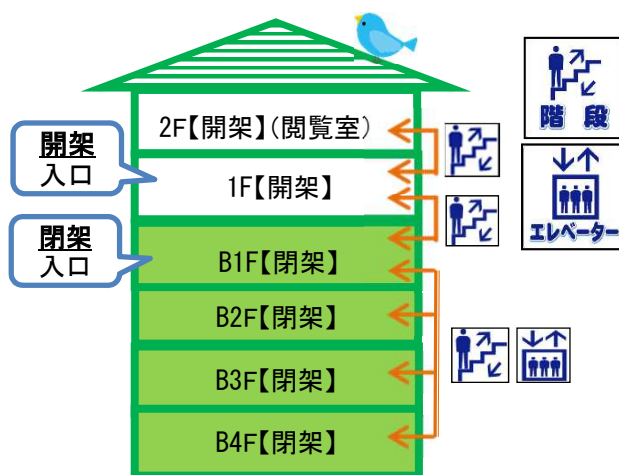 2F【開架】(閲覧室)
開架
入口
1F【開架】
閉架
入口
B1F【閉架】
B2F【閉架】
B3F【閉架】
B4F【閉架】
階段
エレベーター